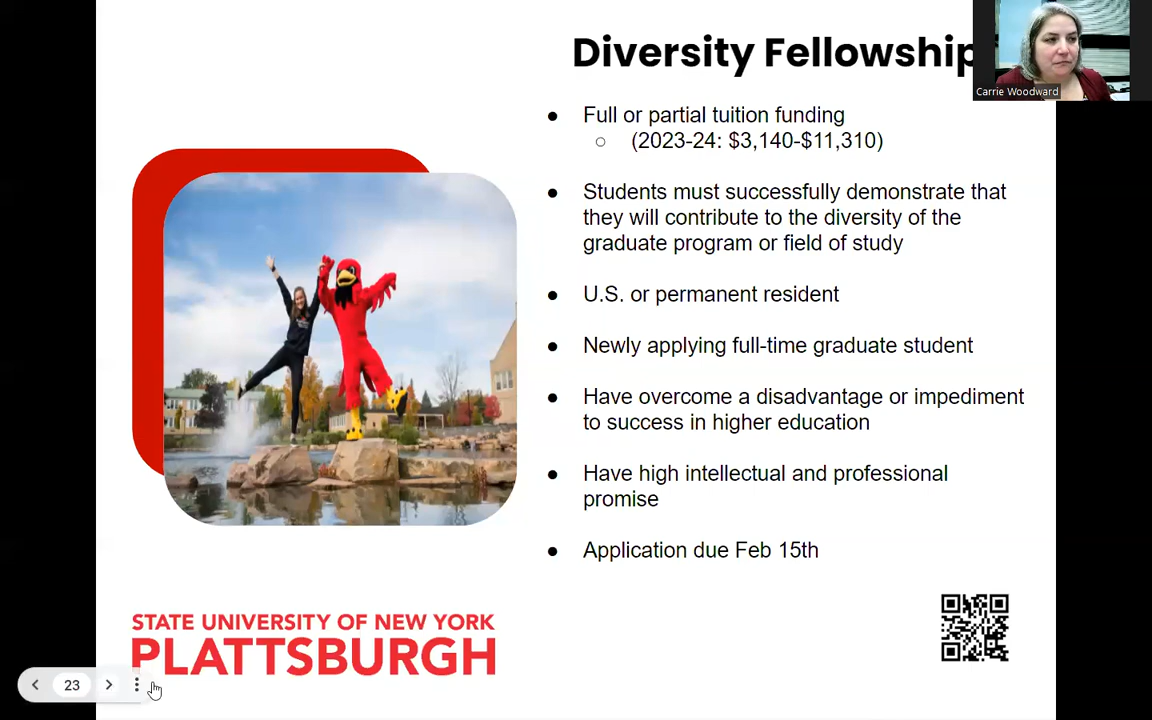 Diversity Fellowship
Carrie Woodward
● Full or partial tuition funding
○ (2023-24: $3,140-$11,310)
● Students must successfully demonstrate that
they will contribute to the diversity of the
graduate program or field of study
● U.S. or permanent resident
● Newly applying full-time graduate student
● Have overcome a disadvantage or impediment
to success in higher education
● Have high intellectual and professional
promise
● Application due Feb 15th
STATE UNIVERSITY OF NEW YORK
PLATTSBURGH
23